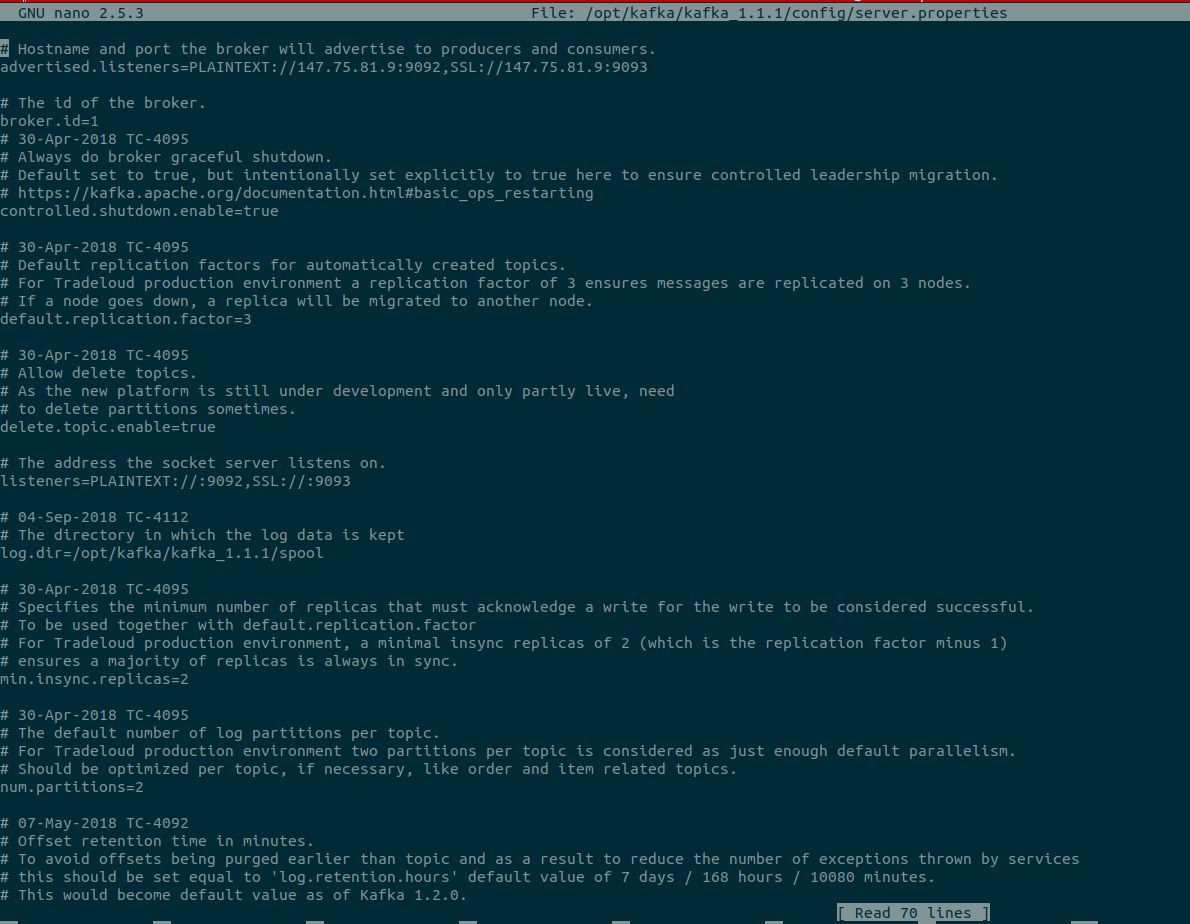 GNU nano 2.5.3 File: /opt/kafka/kafka_1.1.1/config/server.properties
# Hostname and port the broker will advertise to producers and consumers.
advertised.listeners=PLAINTEXT://147.75.81.9:9092,SSL://147.75.81.9:9093
# The id of the broker.
broker.id=1
# 30-Apr-2018 TC-4095
# Always do broker graceful shutdown.
# Default set to true, but intentionally set explicitly to true here to ensure controlled leadership migration.
# https://kafka.apache.org/documentation.html#basic_ops_restarting
controlled.shutdown.enable=true
# 30-Apr-2018 TC-4095
# Default replication factors for automatically created topics.
# For Tradeloud production environment a replication factor of 3 ensures messages are replicated on 3 nodes.
# If a node goes down, a replica will be migrated to another node.
default.replication.factor=3
# 30-Apr-2018 TC-4095
# Allow delete topics.
# As the new platform is still under development and only partly live, need
# to delete partitions sometimes.
delete.topic.enable=true
# The address the socket server listens on.
listeners=PLAINTEXT://:9092,SSL://:9093
# 04-Sep-2018 TC-4112
# The directory in which the log data is kept
log.dir=/opt/kafka/kafka_1.1.1/spool
# 30-Apr-2018 TC-4095
# Specifies the minimum number of replicas that must acknowledge a write for the write to be considered successful.
# To be used together with default.replication.factor
# For Tradeloud production environment, a minimal insync replicas of 2 (which is the replication factor minus 1)
# ensures a majority of replicas is always in sync.
min.insync.replicas=2
# 30-Apr-2018 TC-4095
# The default number of log partitions per topic.
# For Tradeloud production environment two partitions per topic is considered as just enough default parallelism.
# Should be optimized per topic, if necessary, like order and item related topics.
num.partitions=2
# 07-May-2018 TC-4092
# Offset retention time in minutes.
# To avoid offsets being purged earlier than topic and as a result to reduce the number of exceptions thrown by services
# this should be set equal to 'log.retention.hours' default value of 7 days / 168 hours / 10080 minutes.
# This would become default value as of Kafka 1.2.0.
[ Read 70 lines ]